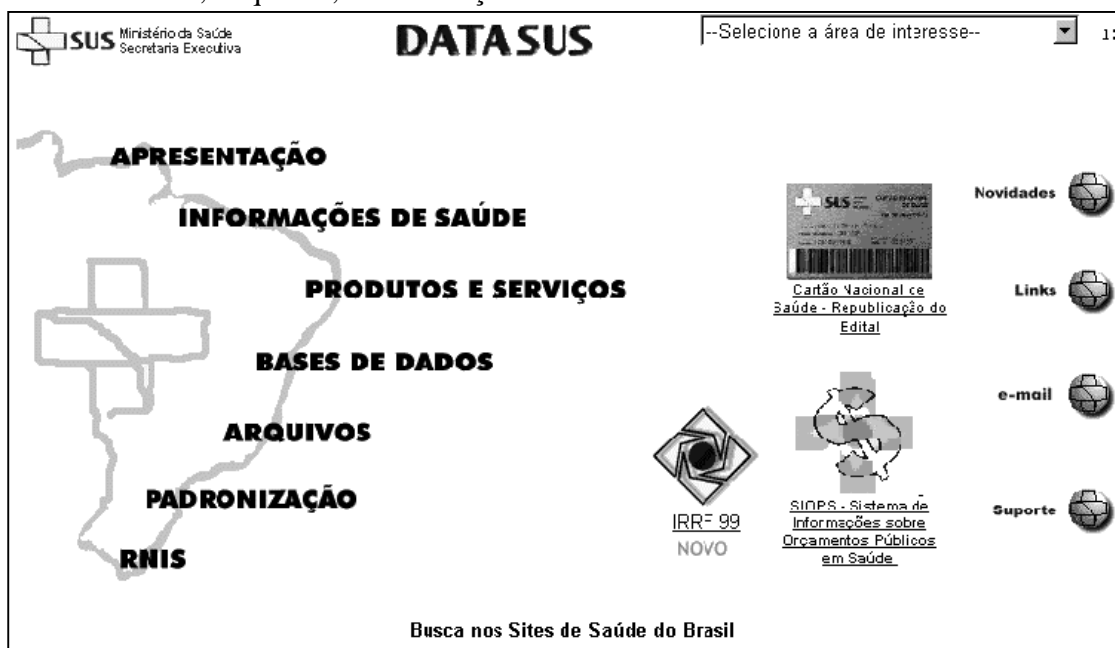 SUS Ministério da Saúde
Secretaria Executiva
DATASUS
--Selecione a área de interesse--
APRESENTAÇÃO
INFORMAÇÕES DE SAÚDE
PRODUTOS E SERVIÇOS
BASES DE DADOS
ARQUIVOS
PADRONIZAÇÃO
RNIS
SUS
Cartão Nacional de
Saúde - Republicação do
Edital
IRRF 99
NOVO
SIOPS - Sistema de
Informações sobre
Orçamentos Públicos
em Saúde
Novidades
Links
e-mail
Suporte
Busca nos Sites de Saúde do Brasil